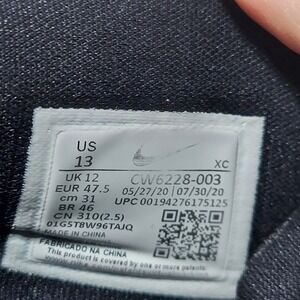 US
13 XC
UK 12 CW6228-003
EUR 47.5 05/27/20 07/30/20
cm 31 UPC 00194276175125
BR 46
CN 310(2.5)
01G5T8W96TAJQ
MADE IN CHINA
FABRICADO NA CHINA
This product is covered by one or more patents.